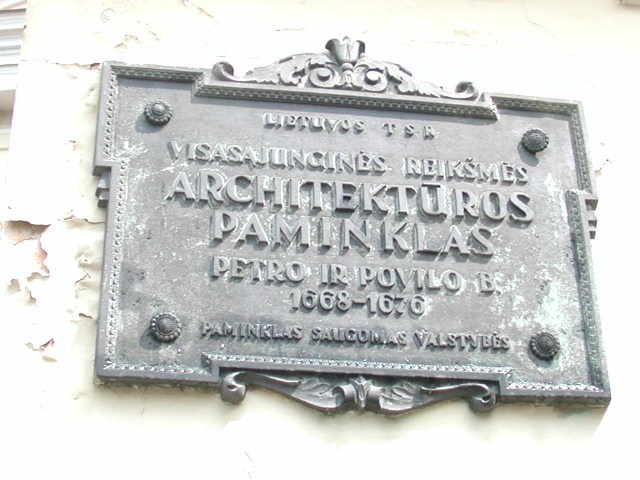 LIETUVOS TSR
VISASĄJUNGINĖS REIKŠMĖS
ARCHITEKTŪROS
PAMINKLAS
PETRO IR POVILO B.
1668-1676
PAMINKLAS SAUGOMAS VALSTYBĖS